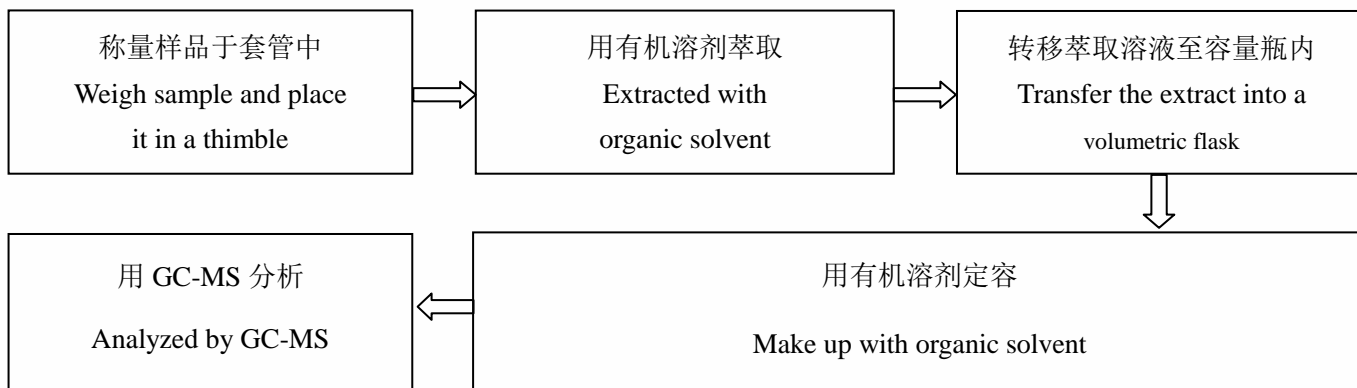 称量样品于套管中
Weigh sample and place
it in a thimble
用有机溶剂萃取
Extracted with
organic solvent
转移萃取溶液至容量瓶内
Transfer the extract into a
volumetric flask
用有机溶剂定容
Make up with organic solvent
用 GC-MS 分析
Analyzed by GC-MS